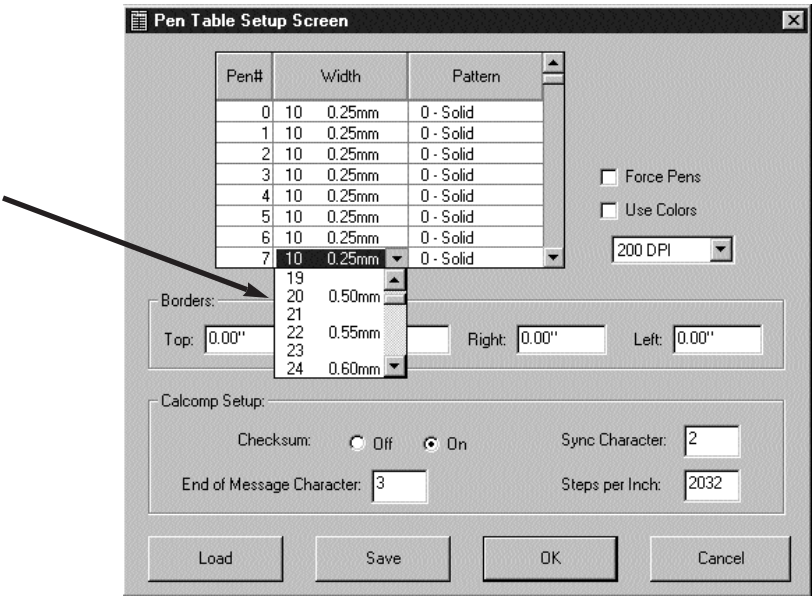 Pen Table Setup Screen
Pen# Width Pattern
0 10 0.25mm 0 - Solid
1 10 0.25mm 0 - Solid
2 10 0.25mm 0 - Solid
3 10 0.25mm 0 - Solid
4 10 0.25mm 0 - Solid
5 10 0.25mm 0 - Solid
6 10 0.25mm 0 - Solid
7 10 0.25mm 0 - Solid
19
20 0.50mm
21
22 0.55mm
23
24 0.60mm
Force Pens
Use Colors
200 DPI
Borders:
Top: 0.00" Right: 0.00" Left: 0.00"
Calcomp Setup:
Checksum: Off On Sync Character: 2
End of Message Character: 3 Steps per Inch: 2032
Load Save OK Cancel